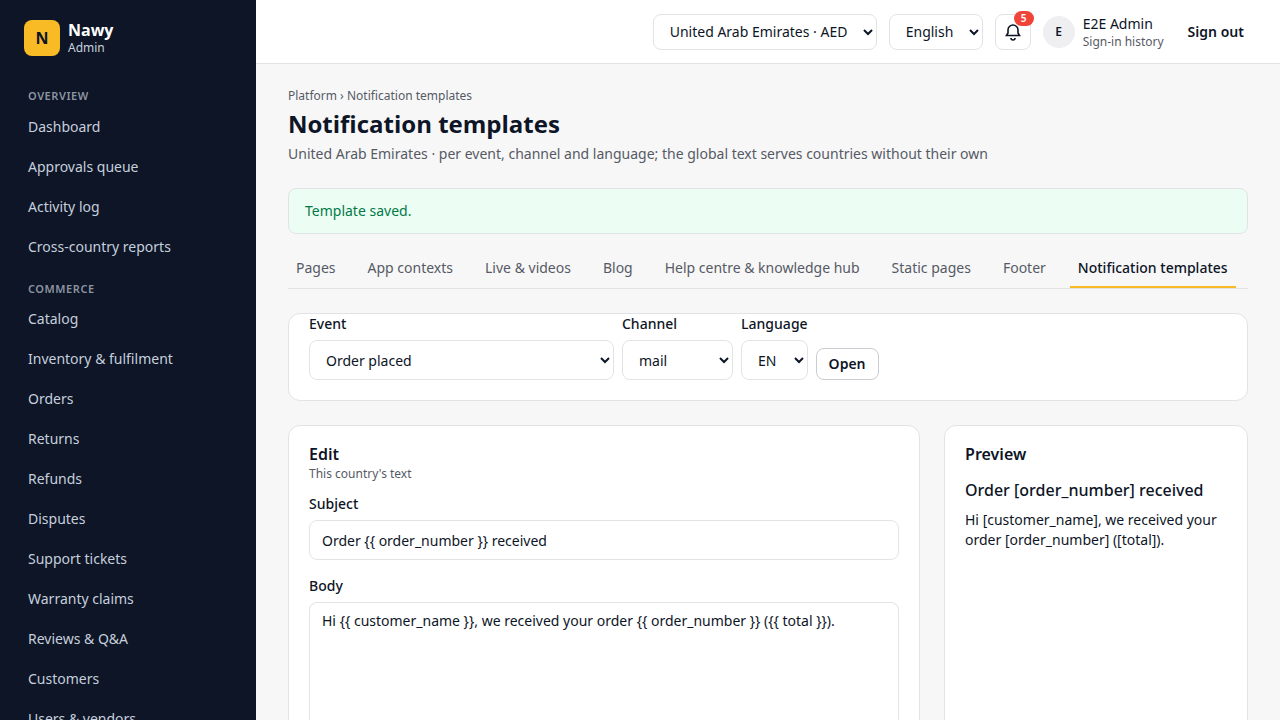 N
Nawy
Admin
United Arab Emirates · AED
English
5
E
E2E Admin
Sign-in history
Sign out
OVERVIEW
Dashboard
Approvals queue
Activity log
Cross-country reports
COMMERCE
Catalog
Inventory & fulfilment
Orders
Returns
Refunds
Disputes
Support tickets
Warranty claims
Reviews & Q&A
Customers
Users & vendors
Platform › Notification templates
Notification templates
United Arab Emirates · per event, channel and language; the global text serves countries without their own
Template saved.
Pages
App contexts
Live & videos
Blog
Help centre & knowledge hub
Static pages
Footer
Notification templates
Event
Channel
Language
Order placed
mail
EN
Open
Edit
This country's text
Subject
Order {{ order_number }} received
Body
Hi {{ customer_name }}, we received your order {{ order_number }} ({{ total }}).
Preview
Order [order_number] received
Hi [customer_name], we received your
order [order_number] ([total]).